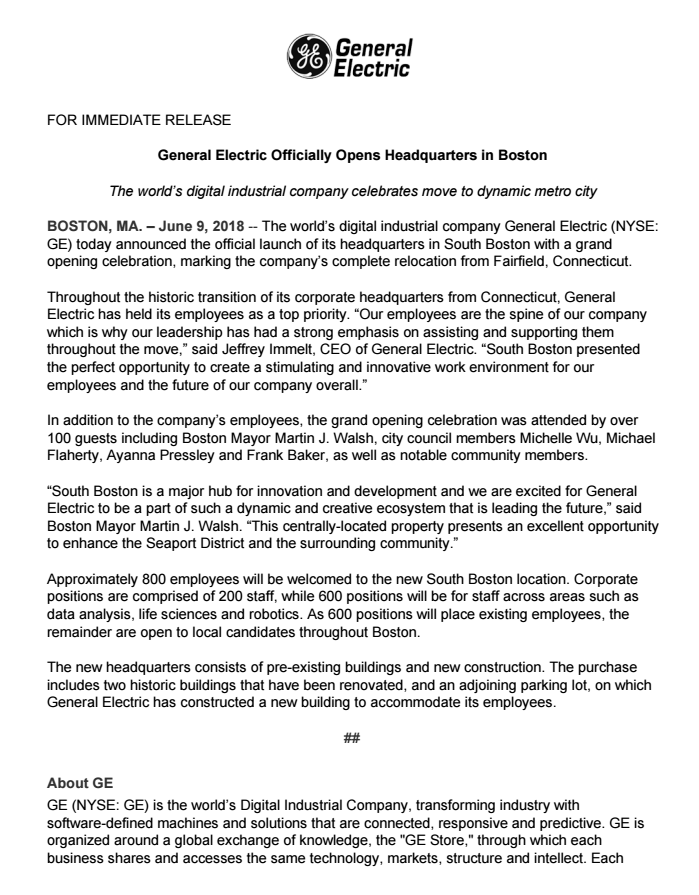 General
Electric
FOR IMMEDIATE RELEASE
General Electric Officially Opens Headquarters in Boston
The world's digital industrial company celebrates move to dynamic metro city
BOSTON, MA. – June 9, 2018 -- The world's digital industrial company General Electric (NYSE:
GE) today announced the official launch of its headquarters in South Boston with a grand
opening celebration, marking the company's complete relocation from Fairfield, Connecticut.
Throughout the historic transition of its corporate headquarters from Connecticut, General
Electric has held its employees as a top priority. “Our employees are the spine of our company
which is why our leadership has had a strong emphasis on assisting and supporting them
throughout the move,” said Jeffrey Immelt, CEO of General Electric. “South Boston presented
the perfect opportunity to create a stimulating and innovative work environment for our
employees and the future of our company overall.”
In addition to the company's employees, the grand opening celebration was attended by over
100 guests including Boston Mayor Martin J. Walsh, city council members Michelle Wu, Michael
Flaherty, Ayanna Pressley and Frank Baker, as well as notable community members.
“South Boston is a major hub for innovation and development and we are excited for General
Electric to be a part of such a dynamic and creative ecosystem that is leading the future,” said
Boston Mayor Martin J. Walsh. “This centrally-located property presents an excellent opportunity
to enhance the Seaport District and the surrounding community.”
Approximately 800 employees will be welcomed to the new South Boston location. Corporate
positions are comprised of 200 staff, while 600 positions will be for staff across areas such as
data analysis, life sciences and robotics. As 600 positions will place existing employees, the
remainder are open to local candidates throughout Boston.
The new headquarters consists of pre-existing buildings and new construction. The purchase
includes two historic buildings that have been renovated, and an adjoining parking lot, on which
General Electric has constructed a new building to accommodate its employees.
##
About GE
GE (NYSE: GE) is the world's Digital Industrial Company, transforming industry with
software-defined machines and solutions that are connected, responsive and predictive. GE is
organized around a global exchange of knowledge, the "GE Store," through which each
business shares and accesses the same technology, markets, structure and intellect. Each